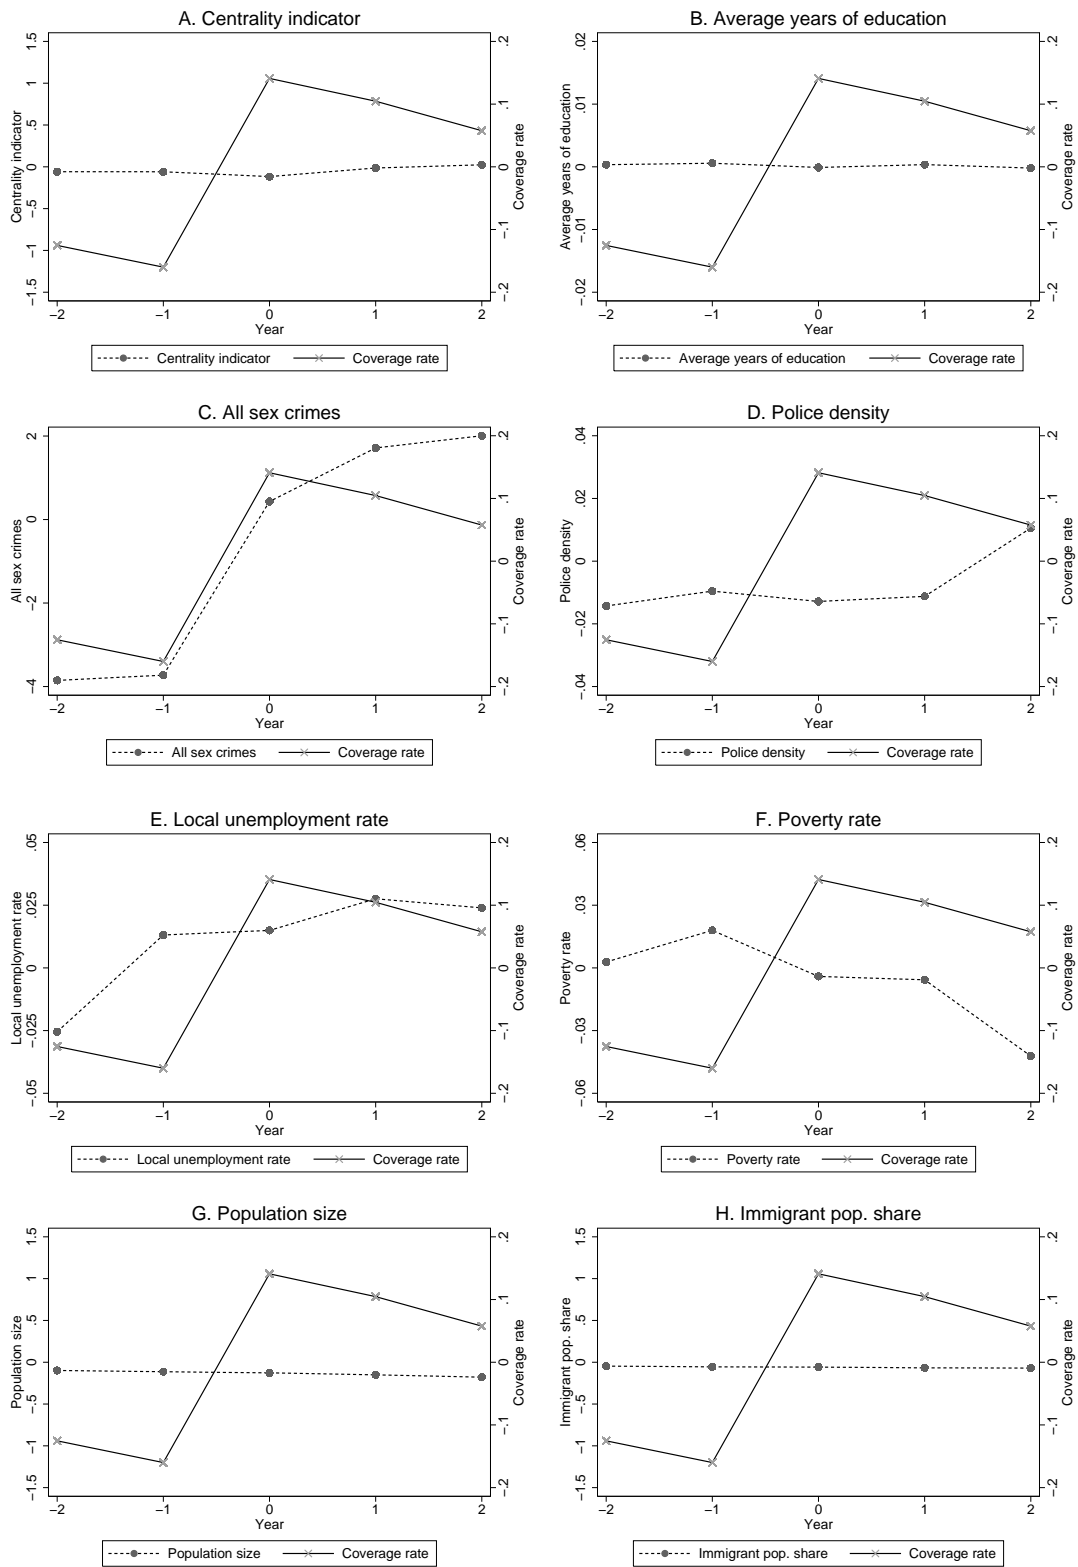 A. Centrality indicator
Centrality indicator
−1.5 −1 −.5 0 .5 1 1.5
Coverage rate
−.2 −.1 0 .1 .2
−2 −1 0 1 2
Year
Centrality indicator Coverage rate
B. Average years of education
Average years of education
−.02 −.01 0 .01 .02
Coverage rate
−.2 −.1 0 .1 .2
−2 −1 0 1 2
Year
Average years of education Coverage rate
C. All sex crimes
All sex crimes
−4 −2 0 2
Coverage rate
−.2 −.1 0 .1 .2
−2 −1 0 1 2
Year
All sex crimes Coverage rate
D. Police density
Police density
−.04 −.02 0 .02 .04
Coverage rate
−.2 −.1 0 .1 .2
−2 −1 0 1 2
Year
Police density Coverage rate
E. Local unemployment rate
Local unemployment rate
−.05 −.025 0 .025 .05
Coverage rate
−.2 −.1 0 .1 .2
−2 −1 0 1 2
Year
Local unemployment rate Coverage rate
F. Poverty rate
Poverty rate
−.06 −.03 0 .03 .06
Coverage rate
−.2 −.1 0 .1 .2
−2 −1 0 1 2
Year
Poverty rate Coverage rate
G. Population size
Population size
−1.5 −1 −.5 0 .5 1 1.5
Coverage rate
−.2 −.1 0 .1 .2
−2 −1 0 1 2
Year
Population size Coverage rate
H. Immigrant pop. share
Immigrant pop. share
−1.5 −1 −.5 0 .5 1 1.5
Coverage rate
−.2 −.1 0 .1 .2
−2 −1 0 1 2
Year
Immigrant pop. share Coverage rate